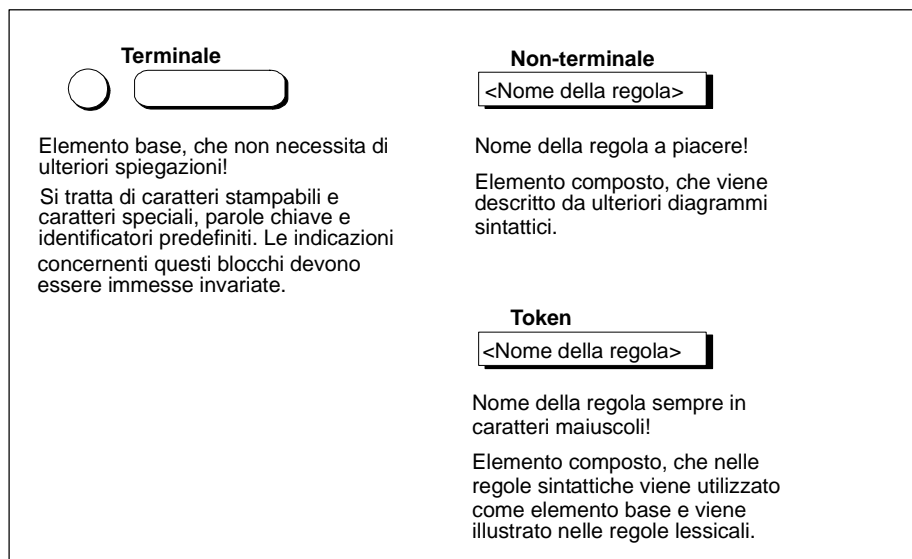 Terminale
Elemento base, che non necessita di
ulteriori spiegazioni!
Si tratta di caratteri stampabili e
caratteri speciali, parole chiave e
identificatori predefiniti. Le indicazioni
concernenti questi blocchi devono
essere immesse invariate.
Non-terminale
<Nome della regola>
Nome della regola a piacere!
Elemento composto, che viene
descritto da ulteriori diagrammi
sintattici.
Token
<Nome della regola>
Nome della regola sempre in
caratteri maiuscoli!
Elemento composto, che nelle
regole sintattiche viene utilizzato
come elemento base e viene
illustrato nelle regole lessicali.